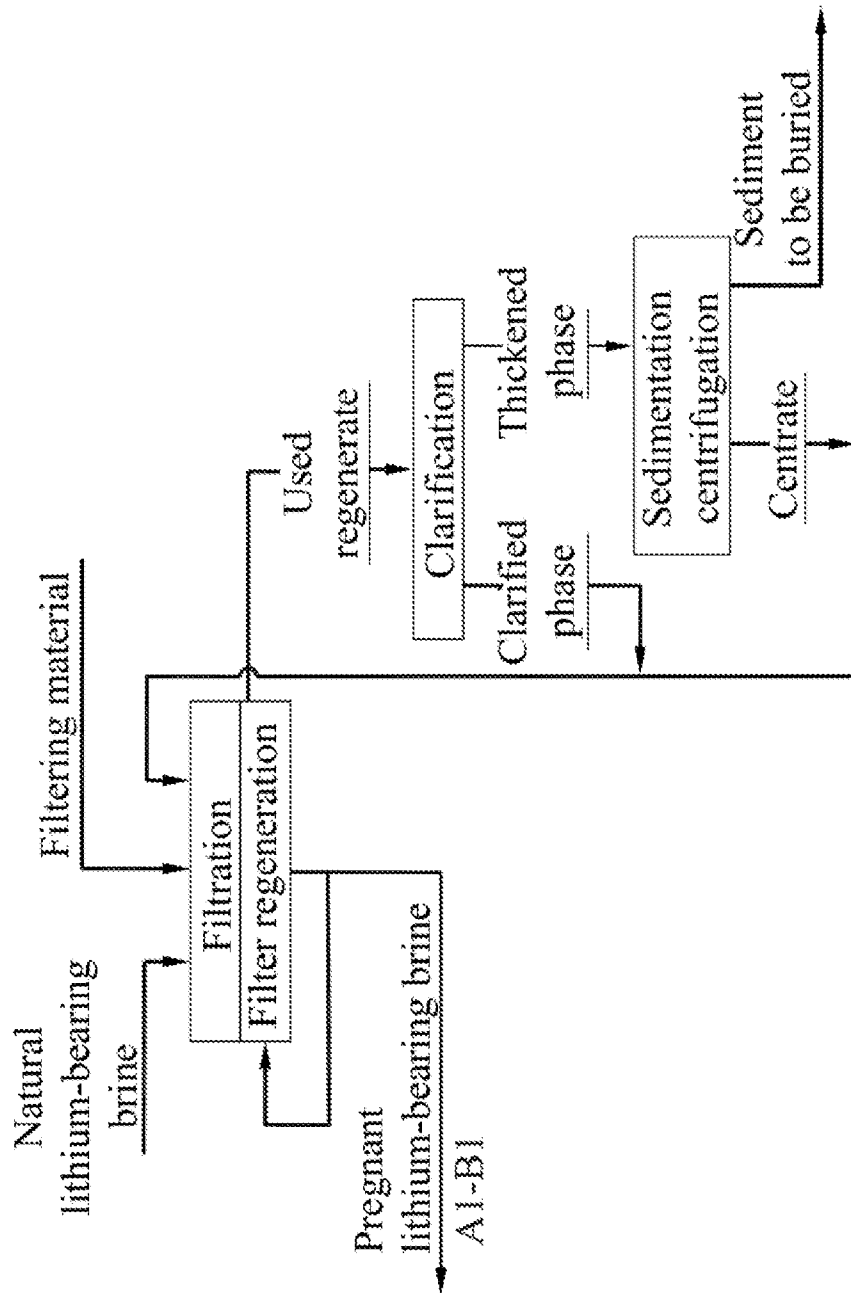 Natural
lithium-bearing
brine
Filtering material
Filtration
Filter regeneration
Pregnant
lithium-bearing brine
A1-B1
Used
regenerate
Clarification
Clarified
phase
Thickened
phase
Sedimentation
centrifugation
Centrate
Sediment
to be buried